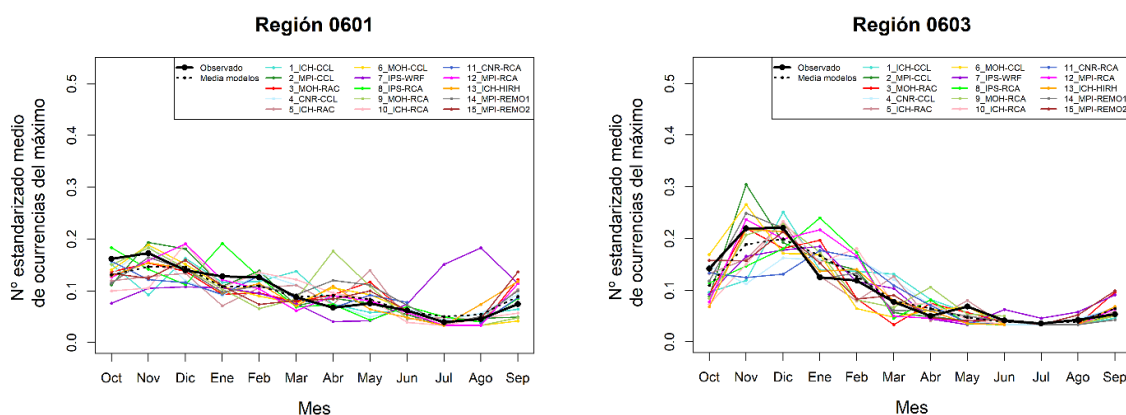 Región 0601
Observado
Media modelos
1_ICH-CCL
2_MPI-CCL
3_MOH-RAC
4_CNR-CCL
5_ICH-RAC
6_MOH-CCL
7_IPS-WRF
8_IPS-RCA
9_MOH-RCA
10_ICH-RCA
11_CNR-RCA
12_MPI-RCA
13_ICH-HIRH
14_MPI-REMO1
15_MPI-REMO2
Nº estandarizado medio
de ocurrencias del máximo
0.5
0.4
0.3
0.2
0.1
0.0
Oct Nov Dic Ene Feb Mar Abr May Jun Jul Ago Sep
Mes
Región 0603
Observado
Media modelos
1_ICH-CCL
2_MPI-CCL
3_MOH-RAC
4_CNR-CCL
5_ICH-RAC
6_MOH-CCL
7_IPS-WRF
8_IPS-RCA
9_MOH-RCA
10_ICH-RCA
11_CNR-RCA
12_MPI-RCA
13_ICH-HIRH
14_MPI-REMO1
15_MPI-REMO2
Nº estandarizado medio
de ocurrencias del máximo
0.5
0.4
0.3
0.2
0.1
0.0
Oct Nov Dic Ene Feb Mar Abr May Jun Jul Ago Sep
Mes